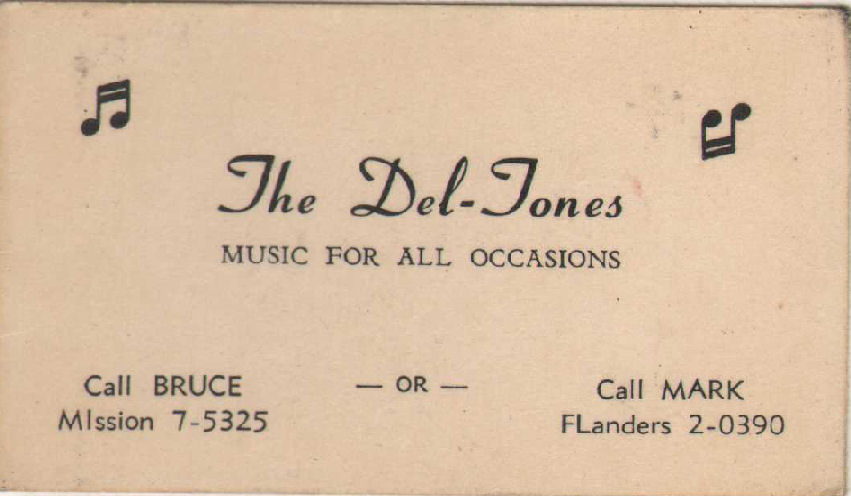 The Del-Tones
MUSIC FOR ALL OCCASIONS
Call BRUCE
MIssion 7-5325
— OR —
Call MARK
FLanders 2-0390